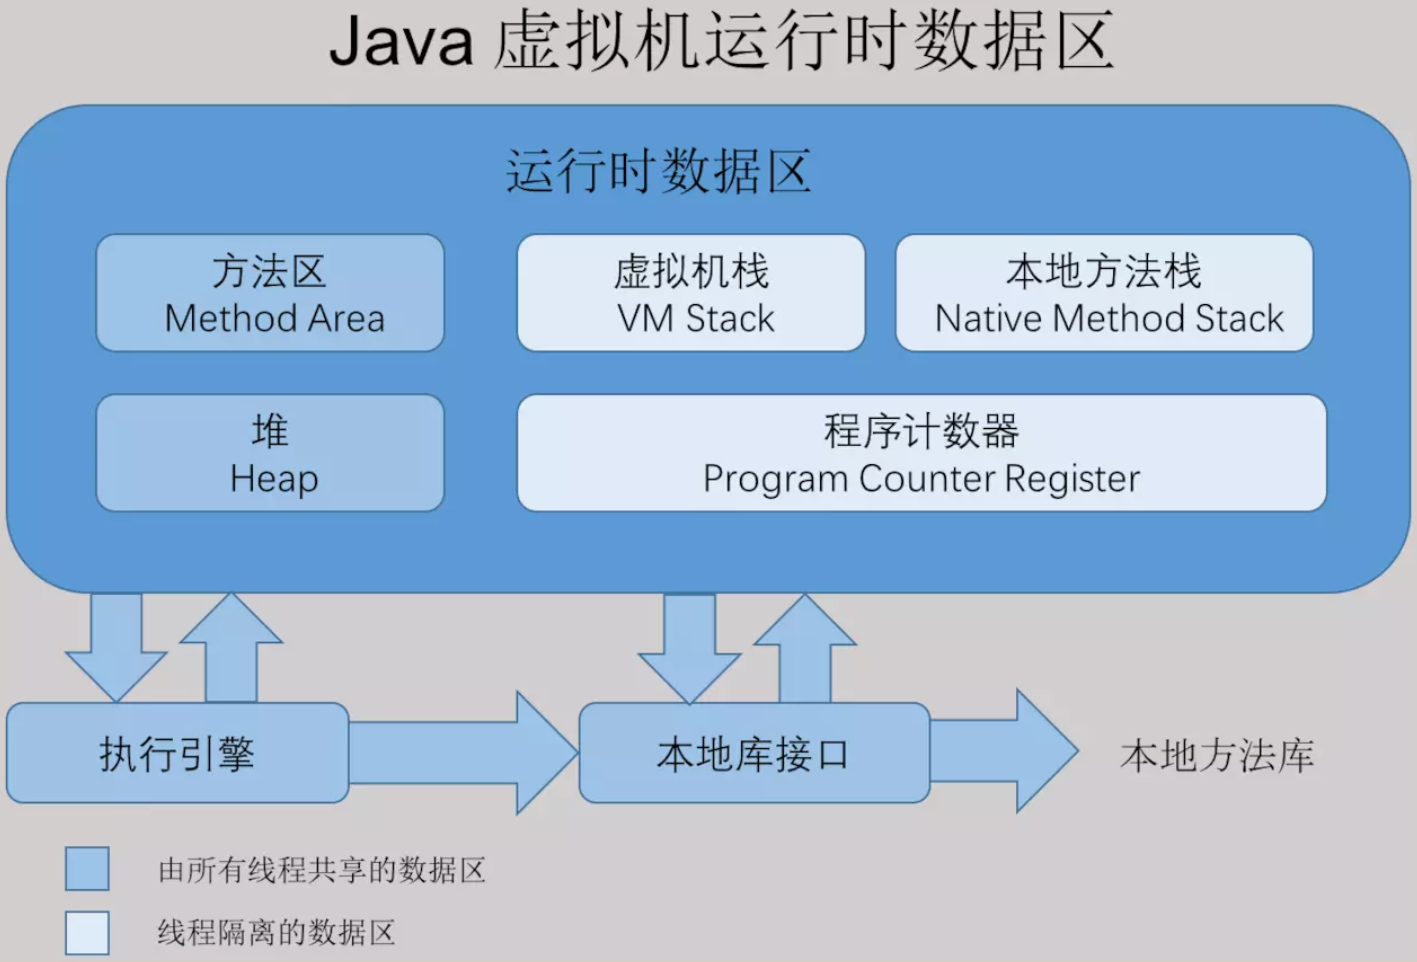 Java 虚拟机运行时数据区
运行时数据区
方法区
Method Area
虚拟机栈
VM Stack
本地方法栈
Native Method Stack
堆
Heap
程序计数器
Program Counter Register
执行引擎
本地库接口
本地方法库
由所有线程共享的数据区
线程隔离的数据区